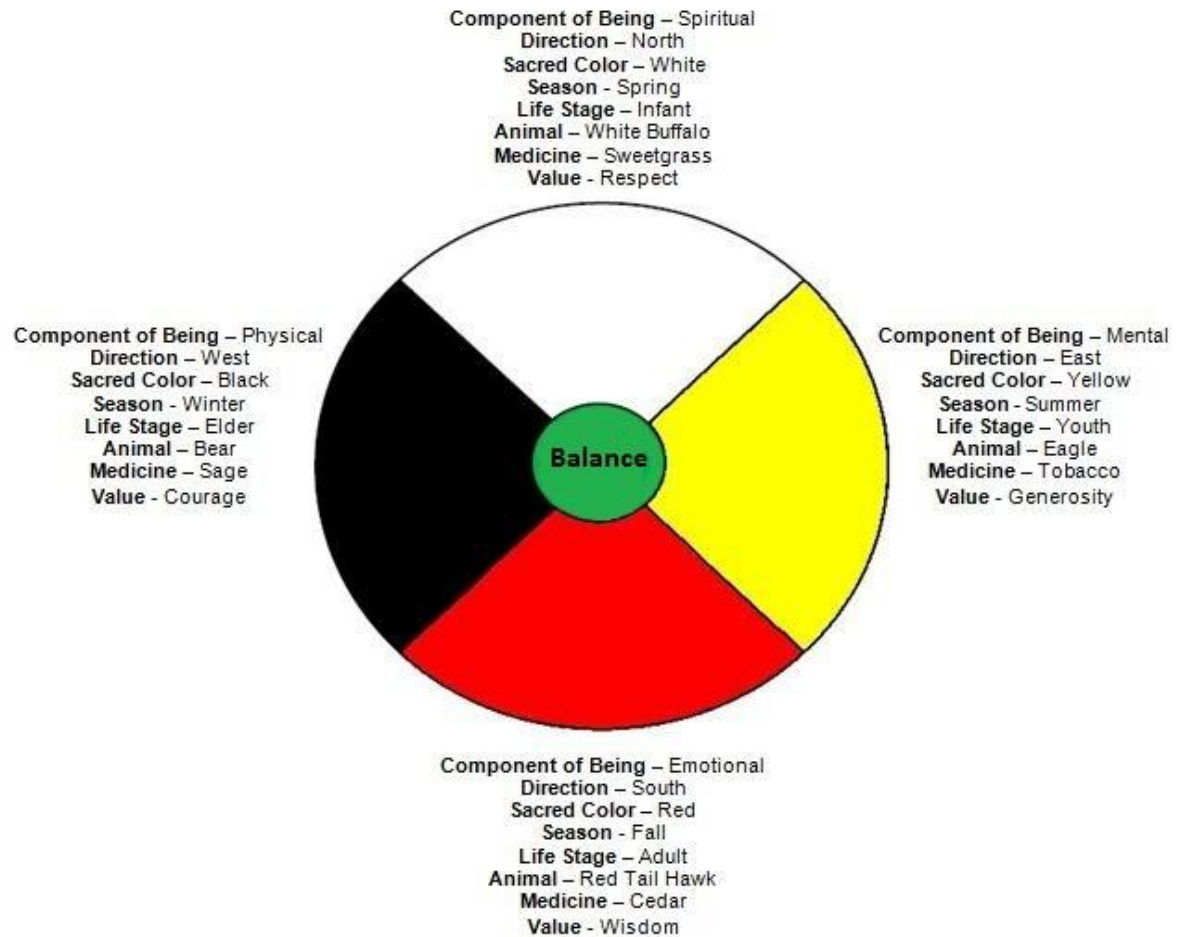 Component of Being – Spiritual
Direction – North
Sacred Color – White
Season - Spring
Life Stage – Infant
Animal – White Buffalo
Medicine – Sweetgrass
Value - Respect
Component of Being – Physical
Direction – West
Sacred Color – Black
Season - Winter
Life Stage – Elder
Animal – Bear
Medicine – Sage
Value - Courage
Balance
Component of Being – Mental
Direction – East
Sacred Color – Yellow
Season - Summer
Life Stage – Youth
Animal – Eagle
Medicine – Tobacco
Value - Generosity
Component of Being – Emotional
Direction – South
Sacred Color – Red
Season - Fall
Life Stage – Adult
Animal – Red Tail Hawk
Medicine – Cedar
Value - Wisdom